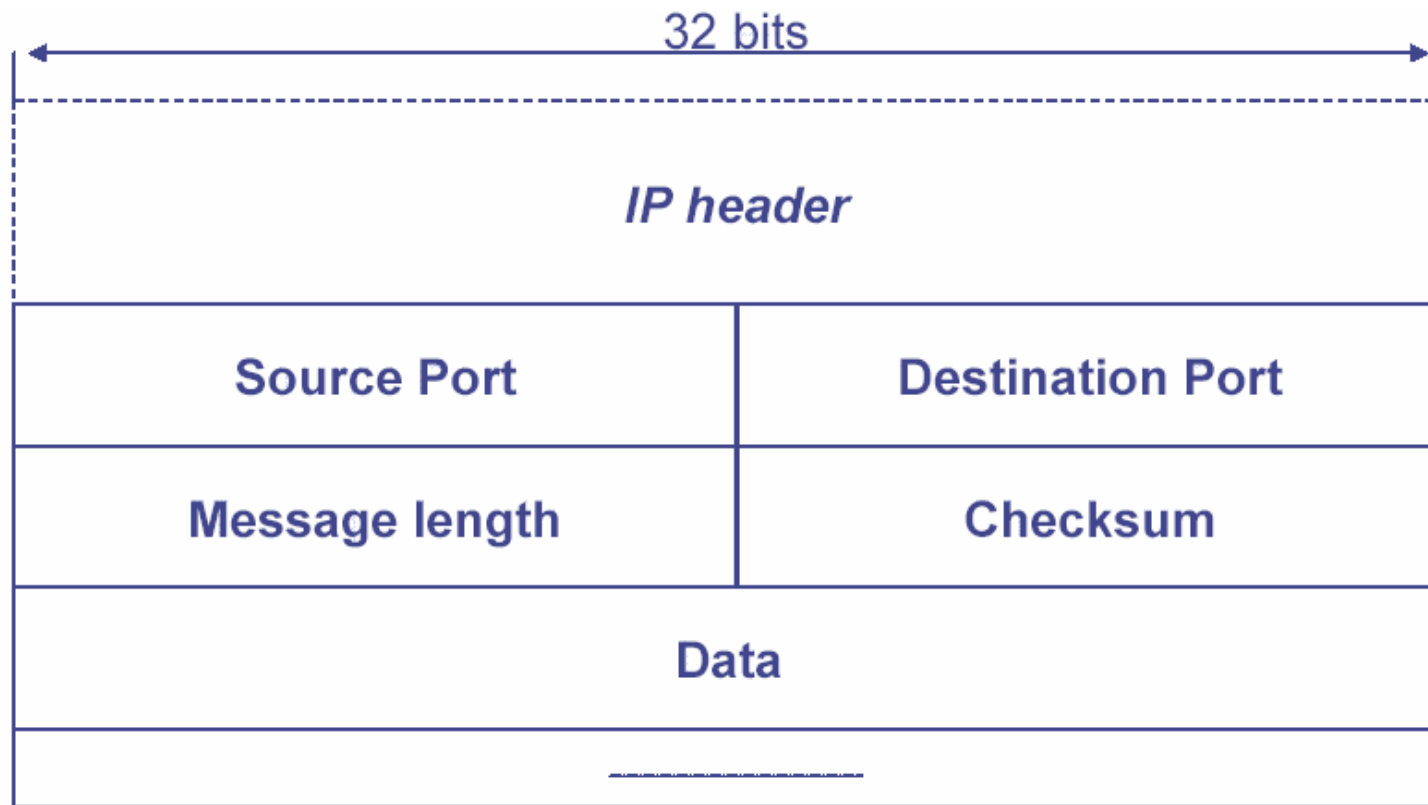 32 bits
IP header
Source Port Destination Port
Message length Checksum
Data